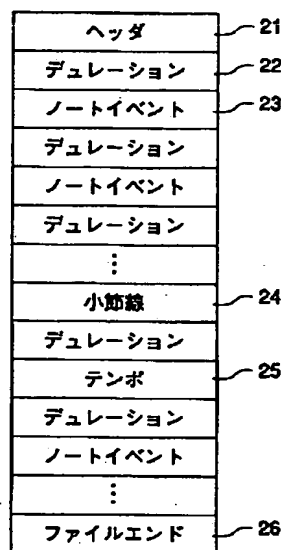 ヘッダ 21
デュレーション 22
ノートイベント 23
デュレーション
ノートイベント
デュレーション
⋮
小節線 24
デュレーション
テンポ 25
デュレーション
ノートイベント
⋮
ファイルエンド 26